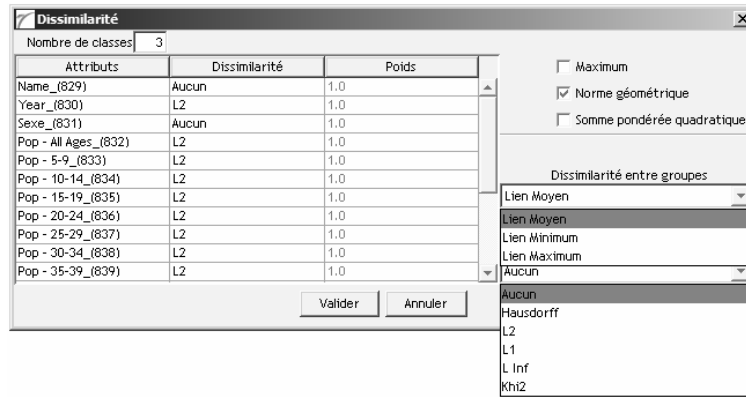 Dissimilarité
Nombre de classes 3
Attributs Dissimilarité Poids
Name_(829) Aucun 1.0
Year_(830) L2 1.0
Sexe_(831) Aucun 1.0
Pop - All Ages_(832) L2 1.0
Pop - 5-9_(833) L2 1.0
Pop - 10-14_(834) L2 1.0
Pop - 15-19_(835) L2 1.0
Pop - 20-24_(836) L2 1.0
Pop - 25-29_(837) L2 1.0
Pop - 30-34_(838) L2 1.0
Pop - 35-39_(839) L2 1.0
Valider Annuler
Maximum
Norme géométrique
Somme pondérée quadratique
Dissimilarité entre groupes
Lien Moyen
Lien Moyen
Lien Minimum
Lien Maximum
Aucun
Aucun
Hausdorff
L2
L1
L Inf
Khi2